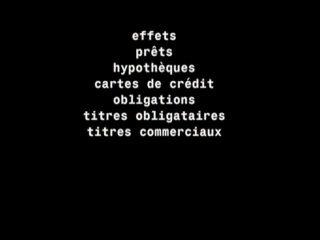 effets
prêts
hypothèques
cartes de crédit
obligations
titres obligataires
titres commerciaux